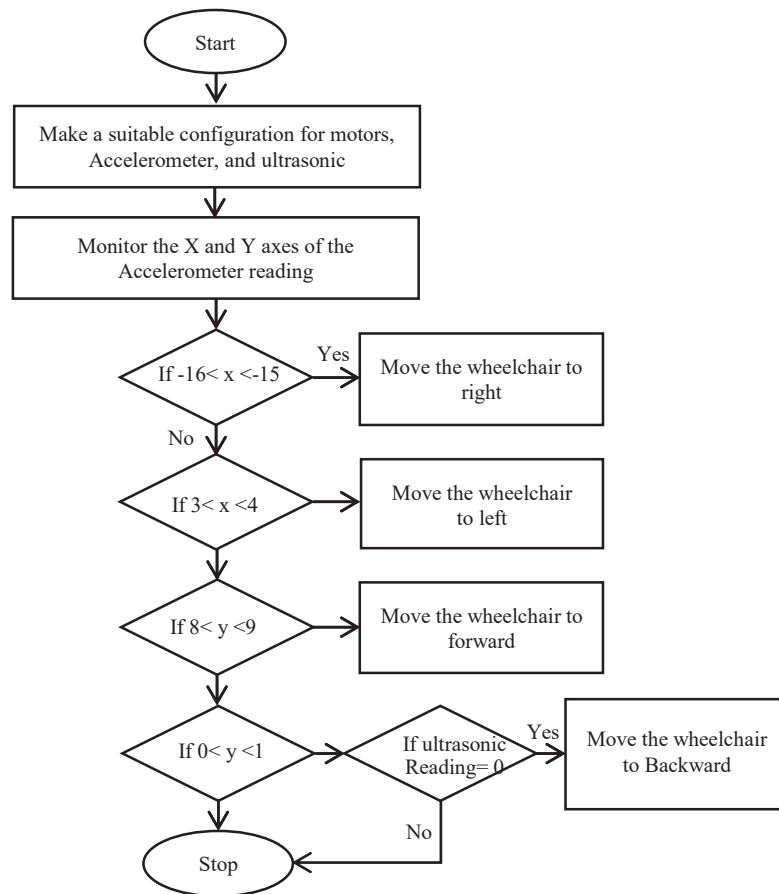 Start
Make a suitable configuration for motors,
Accelerometer, and ultrasonic
Monitor the X and Y axes of the
Accelerometer reading
If -16< x <-15
Yes
Move the wheelchair to
right
No
If 3< x <4
Move the wheelchair
to left
If 8< y <9
Move the wheelchair to
forward
If 0< y <1
If ultrasonic
Reading= 0
Yes
Move the wheelchair
to Backward
No
Stop